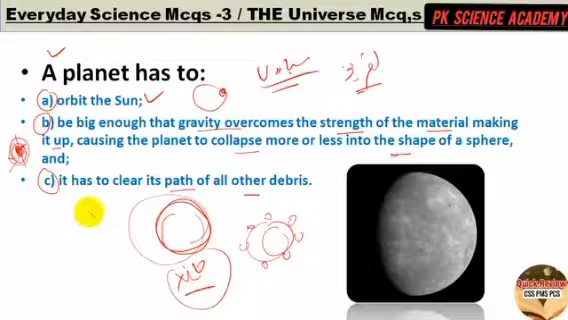 Everyday Science Mcqs -3 / THE Universe Mcq,s
PK SCIENCE ACADEMY
• A planet has to:
• a) orbit the Sun;
• b) be big enough that gravity overcomes the strength of the material making
it up, causing the planet to collapse more or less into the shape of a sphere,
and;
• c) it has to clear its path of all other debris.
Quick Review
CSS PMS PCS